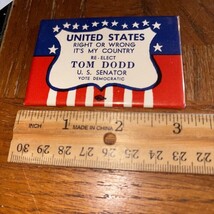 UNITED STATES
RIGHT OR WRONG
IT'S MY COUNTRY
RE-ELECT
TOM DODD
U. S. SENATOR
VOTE DEMOCRATIC
INCH 1 MADE IN CHINA 2 3
30 29 28 27 26 25 24 23 22